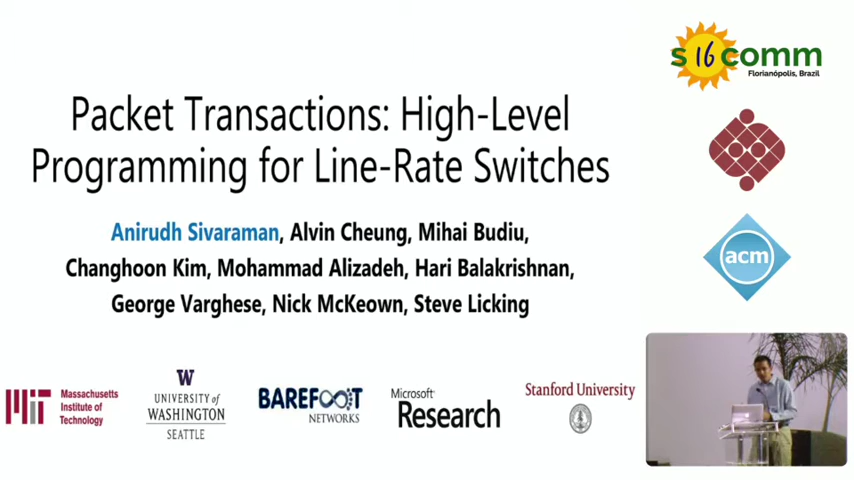 Packet Transactions: High-Level
Programming for Line-Rate Switches
Anirudh Sivaraman, Alvin Cheung, Mihai Budiu,
Changhoon Kim, Mohammad Alizadeh, Hari Balakrishnan,
George Varghese, Nick McKeown, Steve Licking
MIT
Massachusetts
Institute of
Technology
W
UNIVERSITY of
WASHINGTON
SEATTLE
BAREFOOT
NETWORKS
Microsoft
Research
Stanford University
s16comm
Florianópolis, Brazil
acm